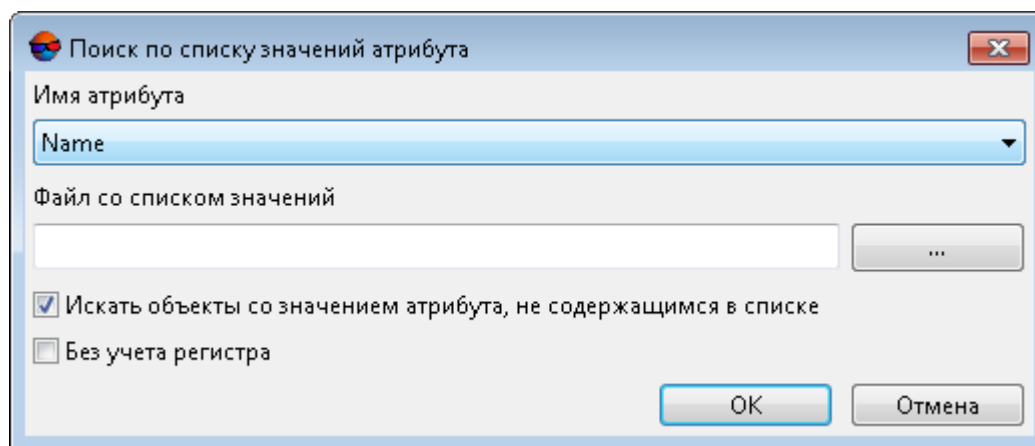 Поиск по списку значений атрибута
Имя атрибута
Name
Файл со списком значений
...
Искать объекты со значением атрибута, не содержащимся в списке
Без учета регистра
OK Отмена